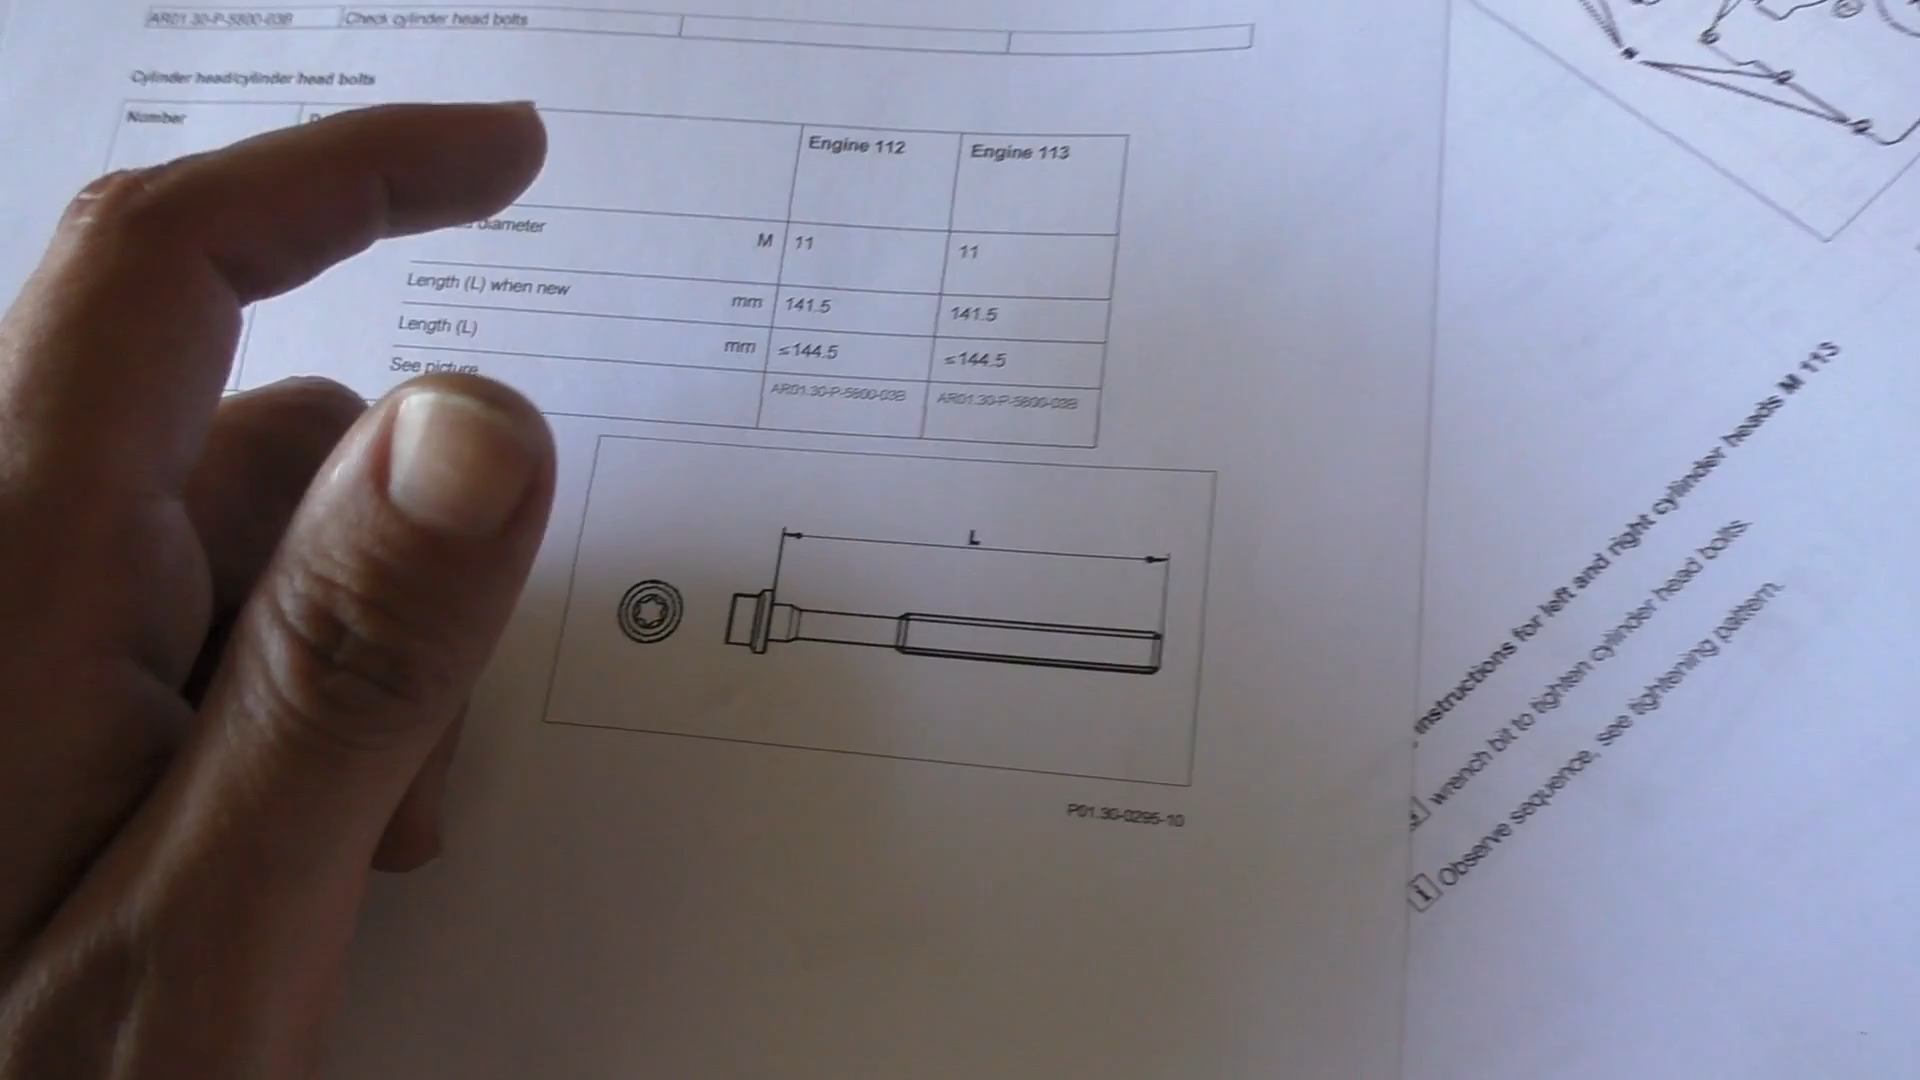 AR01.30-P-5800-03B Check cylinder head bolts
Cylinder head/cylinder head bolts
Number
Engine 112 Engine 113
diameter M 11 11
Length (L) when new mm 141.5 141.5
Length (L) mm ≤144.5 ≤144.5
See picture AR01.30-P-5800-03B AR01.30-P-5800-03B
L
P01.30-0295-10
instructions for left and right cylinder heads M 113
wrench bit to tighten cylinder head bolts.
i Observe sequence, see tightening pattern.